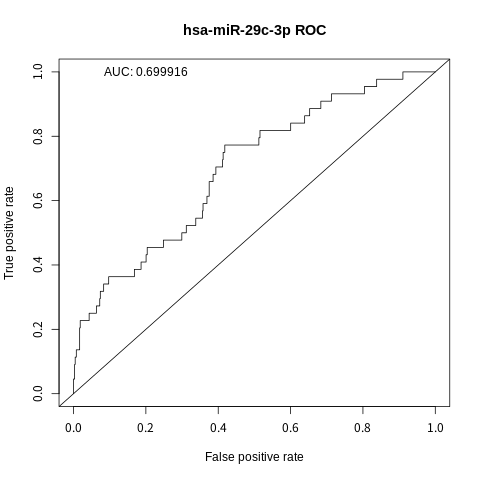 hsa-miR-29c-3p ROC
AUC: 0.699916
True positive rate
1.0
0.8
0.6
0.4
0.2
0.0
0.0 0.2 0.4 0.6 0.8 1.0
False positive rate